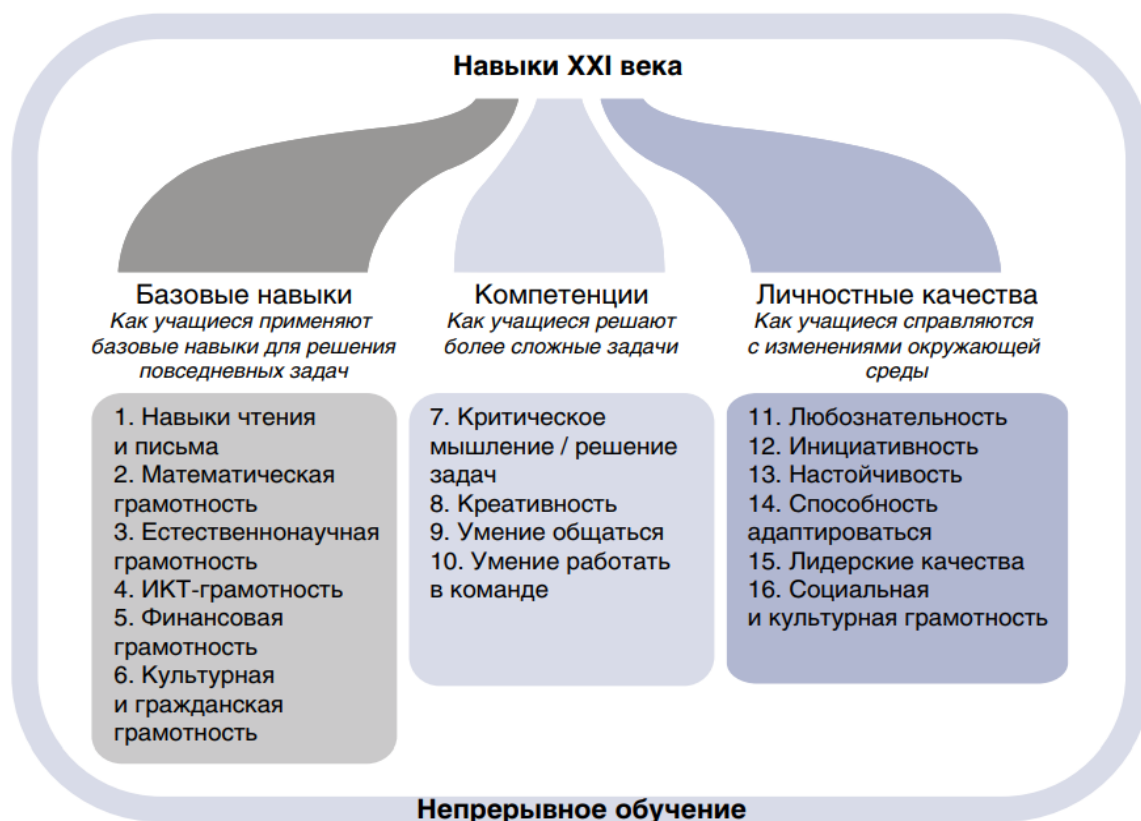 Навыки XXI века
Базовые навыки
Как учащиеся применяют
базовые навыки для решения
повседневных задач
1. Навыки чтения
и письма
2. Математическая
грамотность
3. Естественнонаучная
грамотность
4. ИКТ-грамотность
5. Финансовая
грамотность
6. Культурная
и гражданская
грамотность
Компетенции
Как учащиеся решают
более сложные задачи
7. Критическое
мышление / решение
задач
8. Креативность
9. Умение общаться
10. Умение работать
в команде
Личностные качества
Как учащиеся справляются
с изменениями окружающей
среды
11. Любознательность
12. Инициативность
13. Настойчивость
14. Способность
адаптироваться
15. Лидерские качества
16. Социальная
и культурная грамотность
Непрерывное обучение